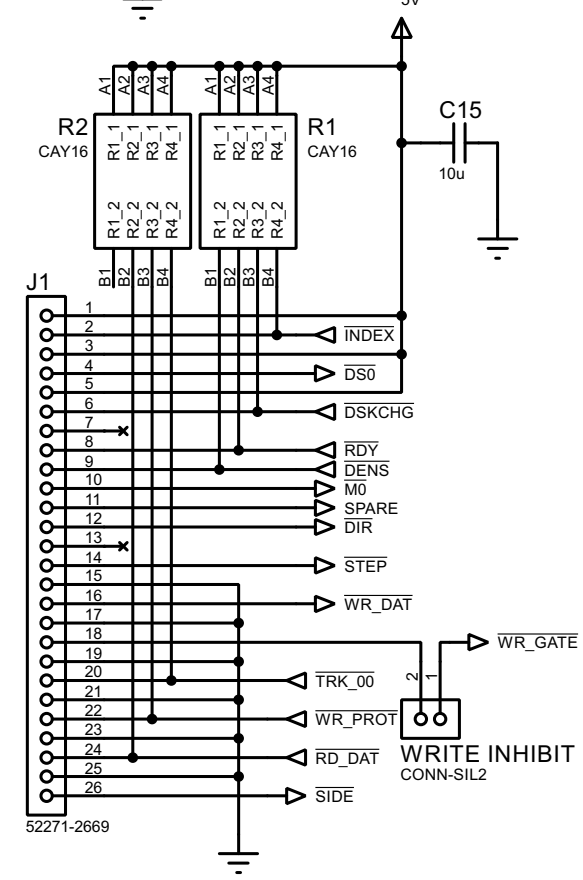 5V
A1 A2 A3 A4
A1 A2 A3 A4
R2
CAY16
R1_1 R2_1 R3_1 R4_1
R1_2 R2_2 R3_2 R4_2
R1
CAY16
R1_1 R2_1 R3_1 R4_1
R1_2 R2_2 R3_2 R4_2
C15
10u
B1 B2 B3 B4
B1 B2 B3 B4
J1
1
2 INDEX
3
4 DS0
5
6 DSKCHG
7
8 RDY
9 DENS
10 M0
11 SPARE
12 DIR
13
14 STEP
15
16 WR_DAT
17
18 WR_GATE
19
20 TRK_00
21
22 WR_PROT
23
24 RD_DAT
25
26 SIDE
2 1
WRITE INHIBIT
CONN-SIL2
52271-2669